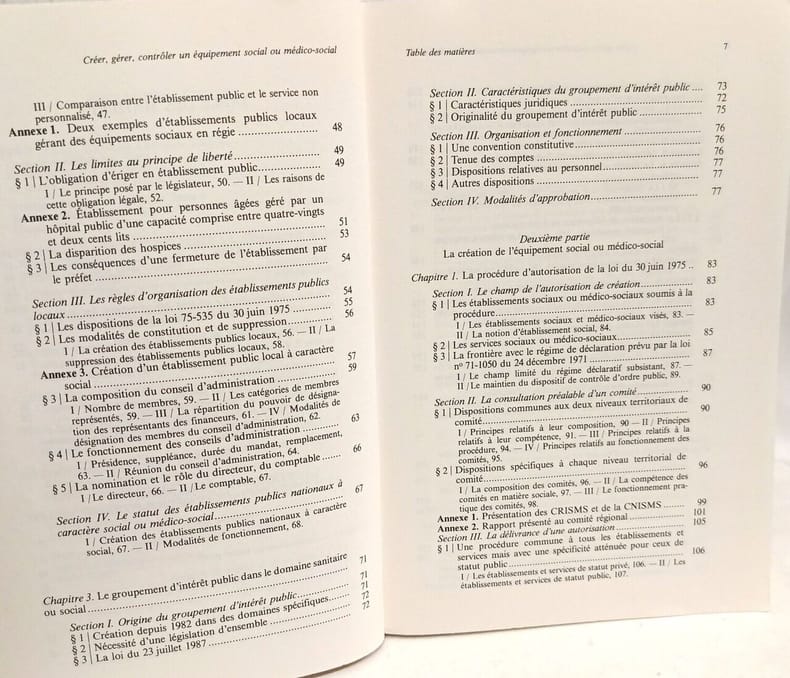 Créer, gérer, contrôler un équipement social ou médico-social
III / Comparaison entre l'établissement public et le service non
personnalisé, 47.
Annexe 1. Deux exemples d'établissements publics locaux
gérant des équipements sociaux en régie ..................... 48
Section II. Les limites au principe de liberté..................... 49
§ 1 | L'obligation d'ériger en établissement public..................... 49
I / Le principe posé par le législateur, 50. — II / Les raisons de
cette obligation légale, 52.
Annexe 2. Établissement pour personnes âgées géré par un
hôpital public d'une capacité comprise entre quatre-vingts
et deux cents lits ..................... 51
§ 2 | La disparition des hospices ..................... 53
§ 3 | Les conséquences d'une fermeture de l'établissement par
le préfet ..................... 54
Section III. Les règles d'organisation des établissements publics
locaux ..................... 54
§ 1 | Les dispositions de la loi 75-535 du 30 juin 1975 ............ 55
§ 2 | Les modalités de constitution et de suppression............ 56
I / La création des établissements publics locaux, 56. — II / La
suppression des établissements publics locaux, 58.
Annexe 3. Création d'un établissement public local à caractère
social ..................... 57
§ 3 | La composition du conseil d'administration ............ 59
I / Nombre de membres, 59. — II / Les catégories de membres
représentés, 59. — III / La répartition du pouvoir de désigna-
tion des représentants des financeurs, 61. — IV / Modalités de
désignation des membres du conseil d'administration, 62.
§ 4 | Le fonctionnement des conseils d'administration ............ 63
I / Présidence, suppléance, durée du mandat, remplacement,
63. — II / Réunion du conseil d'administration, 64.
§ 5 | La nomination et le rôle du directeur, du comptable ...... 66
I / Le directeur, 66. — II / Le comptable, 67.
Section IV. Le statut des établissements publics nationaux à
caractère social ou médico-social ..................... 67
I / Création des établissements publics nationaux à caractère
social, 67. — II / Modalités de fonctionnement, 68.
Chapitre 3. Le groupement d'intérêt public dans le domaine sanitaire
ou social ..................... 71
Section I. Origine du groupement d'intérêt public............ 71
§ 1 | Création depuis 1982 dans des domaines spécifiques...... 71
§ 2 | Nécessité d'une législation d'ensemble ............ 72
§ 3 | La loi du 23 juillet 1987 ..................... 72
Table des matières 7
Section II. Caractéristiques du groupement d'intérêt public .... 73
§ 1 | Caractéristiques juridiques ..................... 72
§ 2 | Originalité du groupement d'intérêt public ............ 75
Section III. Organisation et fonctionnement ............ 76
§ 1 | Une convention constitutive..................... 76
§ 2 | Tenue des comptes ..................... 76
§ 3 | Dispositions relatives au personnel..................... 77
§ 4 | Autres dispositions ..................... 77
Section IV. Modalités d'approbation..................... 77
Deuxième partie
La création de l'équipement social ou médico-social
Chapitre 1. La procédure d'autorisation de la loi du 30 juin 1975 .. 83
Section I. Le champ de l'autorisation de création............ 83
§ 1 | Les établissements sociaux ou médico-sociaux soumis à la
procédure..................... 83
I / Les établissements sociaux et médico-sociaux visés, 83. —
II / La notion d'établissement social, 84.
§ 2 | Les services sociaux ou médico-sociaux ............ 85
§ 3 | La frontière avec le régime de déclaration prévu par la loi
n° 71-1050 du 24 décembre 1971 ..................... 87
I / Le champ limité du régime déclaratif subsistant, 87. —
II / Le maintien du dispositif de contrôle d'ordre public, 89.
Section II. La consultation préalable d'un comité............ 90
§ 1 | Dispositions communes aux deux niveaux territoriaux de
comité..................... 90
I / Principes relatifs à leur composition, 90 — II / Principes
relatifs à leur compétence, 91. — III / Principes relatifs à la
procédure, 94. — IV / Principes relatifs au fonctionnement des
comités, 95.
§ 2 | Dispositions spécifiques à chaque niveau territorial de
comité..................... 96
I / La composition des comités, 96. — II / La compétence des
comités en matière sociale, 97. — III / Le fonctionnement pra-
tique des comités, 98.
Annexe 1. Présentation des CRISMS et de la CNISMS ...... 99
Annexe 2. Rapport présenté au comité régional ............ 101
Section III. La délivrance d'une autorisation ............ 105
§ 1 | Une procédure commune à tous les établissements et
services mais avec une spécificité atténuée pour ceux de
statut public ..................... 106
I / Les établissements et services de statut privé, 106. — II / Les
établissements et services de statut public, 107.